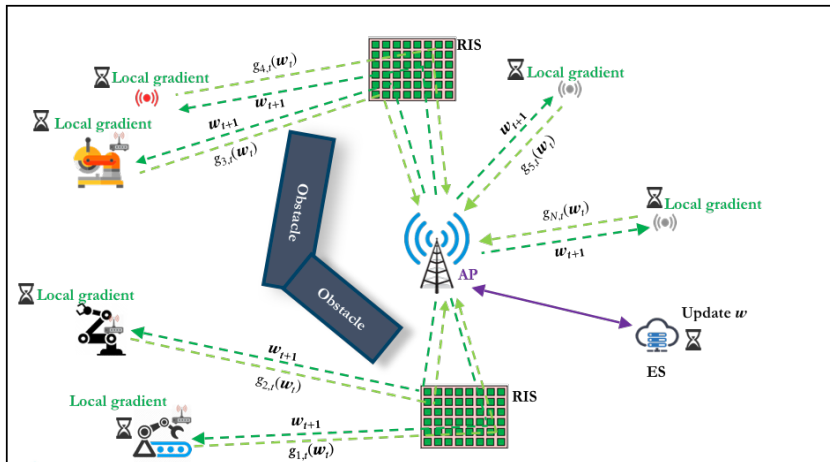 RIS
Local gradient
g4,t(wt)
wt+1
Local gradient
wt+1
g3,t(wt)
Local gradient
wt+1
g5,t(wt)
Obstacle
Obstacle
gN,t(wt)
Local gradient
wt+1
AP
Local gradient
Update w
ES
wt+1
g2,t(wt)
Local gradient
RIS
wt+1
g1,t(wt)